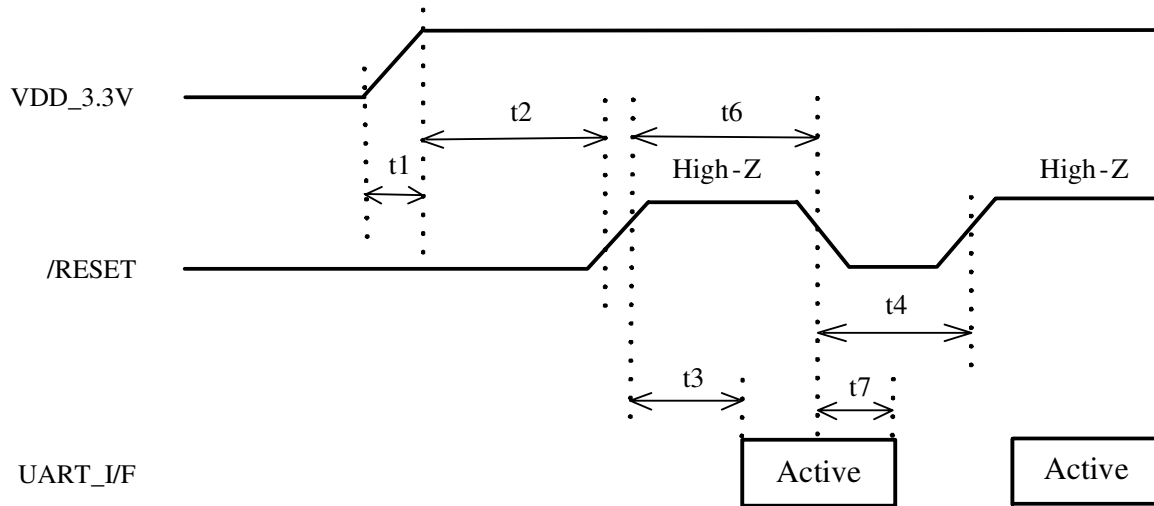 VDD_3.3V
t2
t6
t1
High-Z
High-Z
/RESET
t4
t3
t7
UART_I/F
Active
Active